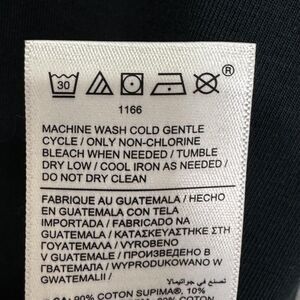 30
®
1166
MACHINE WASH COLD GENTLE
CYCLE / ONLY NON-CHLORINE
BLEACH WHEN NEEDED / TUMBLE
DRY LOW / COOL IRON AS NEEDED /
DO NOT DRY CLEAN
FABRIQUE AU GUATEMALA / HECHO
EN GUATEMALA CON TELA
IMPORTADA / FABRICADO NA
GUATEMALA / ΚΑΤΑΣΚΕΥΑΣΤΗΚΕ ΣΤΗ
ΓΟΥΑΤΕΜΑΛΑ / VYROBENO
V GUATEMALE / ПРОИЗВЕДЕНО В
ГВАТЕМАЛА / WYPRODUKOWANO W
GWATEMALII /
صنع في جواتيمالا
90% COTON SUPIMA®, 10%